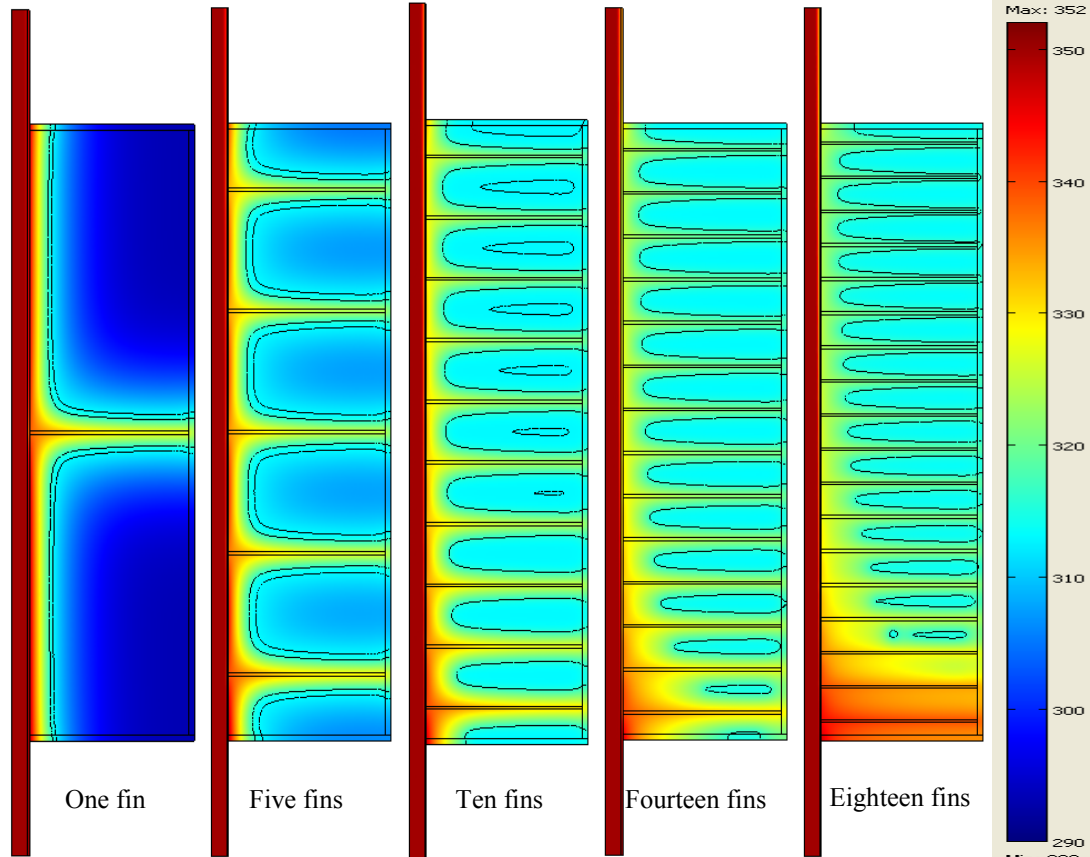 Max: 352
350
340
330
320
310
300
290
One fin
Five fins
Ten fins
Fourteen fins
Eighteen fins